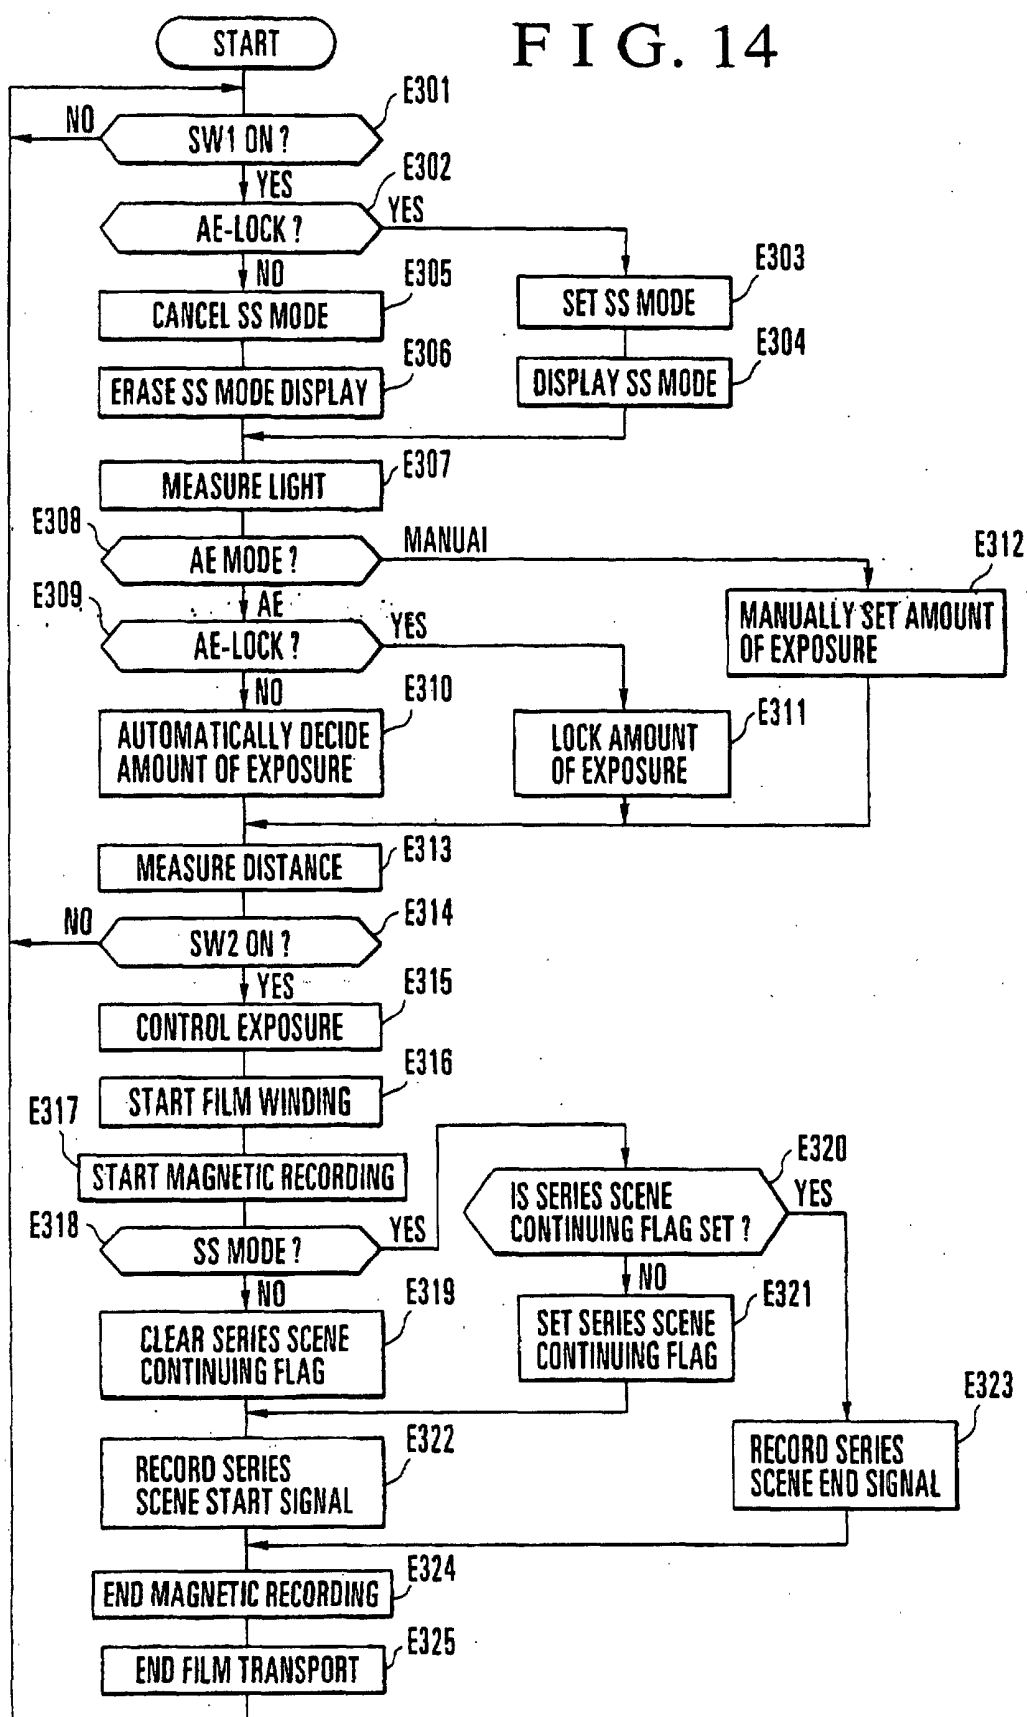 START
F I G. 14
E301
NO
SW1 ON ?
YES
E302
AE-LOCK ?
YES
NO
E303
SET SS MODE
E305
CANCEL SS MODE
E304
DISPLAY SS MODE
E306
ERASE SS MODE DISPLAY
E307
MEASURE LIGHT
E308
AE MODE ?
MANUAl
AE
E312
MANUALLY SET AMOUNT
OF EXPOSURE
E309
AE-LOCK ?
YES
NO
E310
AUTOMATICALLY DECIDE
AMOUNT OF EXPOSURE
E311
LOCK AMOUNT
OF EXPOSURE
E313
MEASURE DISTANCE
E314
NO
SW2 ON ?
YES
E315
CONTROL EXPOSURE
E316
START FILM WINDING
E317
START MAGNETIC RECORDING
E318
SS MODE ?
YES
NO
E320
IS SERIES SCENE
CONTINUING FLAG SET ?
YES
NO
E319
CLEAR SERIES SCENE
CONTINUING FLAG
E321
SET SERIES SCENE
CONTINUING FLAG
E322
RECORD SERIES
SCENE START SIGNAL
E323
RECORD SERIES
SCENE END SIGNAL
E324
END MAGNETIC RECORDING
E325
END FILM TRANSPORT